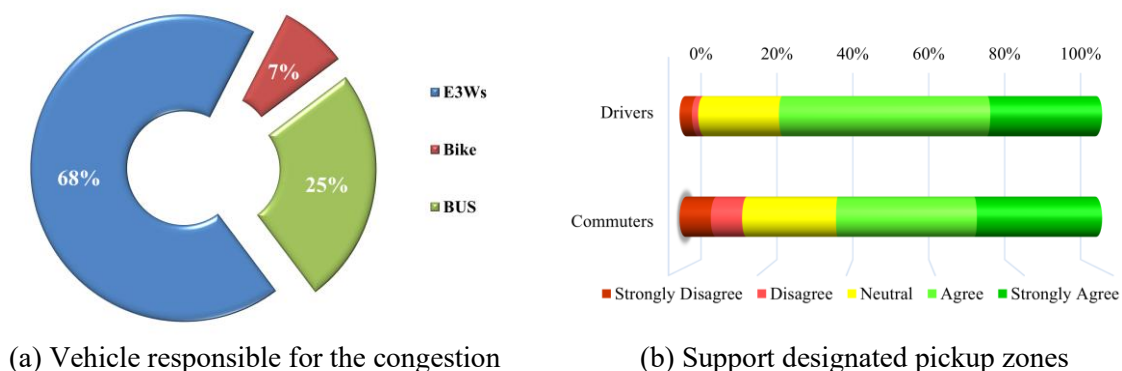 68%
7%
25%
E3Ws
Bike
BUS
(a) Vehicle responsible for the congestion
0% 20% 40% 60% 80% 100%
Drivers
Commuters
Strongly Disagree Disagree Neutral Agree Strongly Agree
(b) Support designated pickup zones